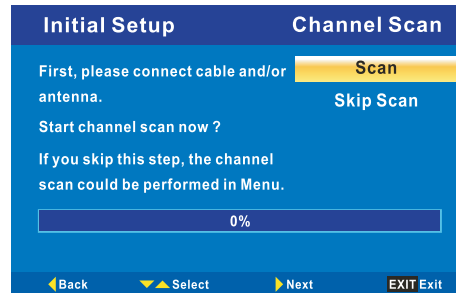 Initial Setup Channel Scan
First, please connect cable and/or
antenna.
Start channel scan now ?
If you skip this step, the channel
scan could be performed in Menu.
Scan
Skip Scan
0%
Back Select Next EXIT Exit